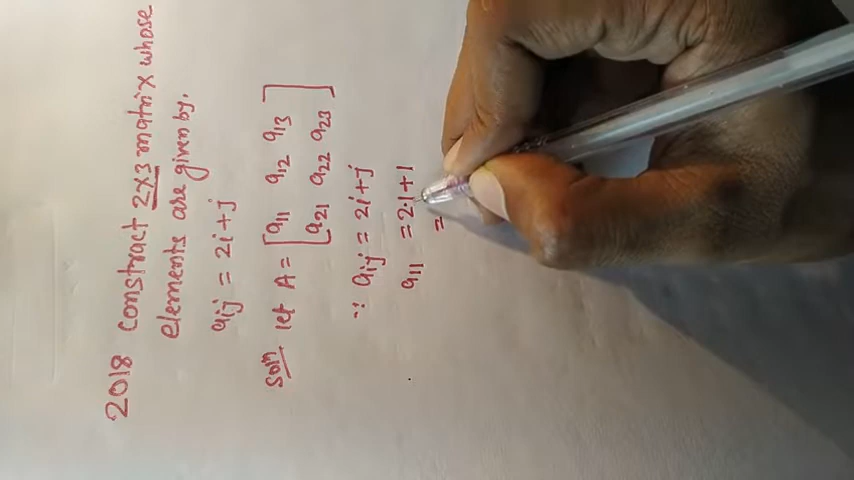 2018 construct 2x3 matrix whose
elements are given by.
aij = 2i+j
Soln. let A = [a11 a12 a13
a21 a22 a23]
∵ aij = 2i+j
a11 = 2.1+1
=